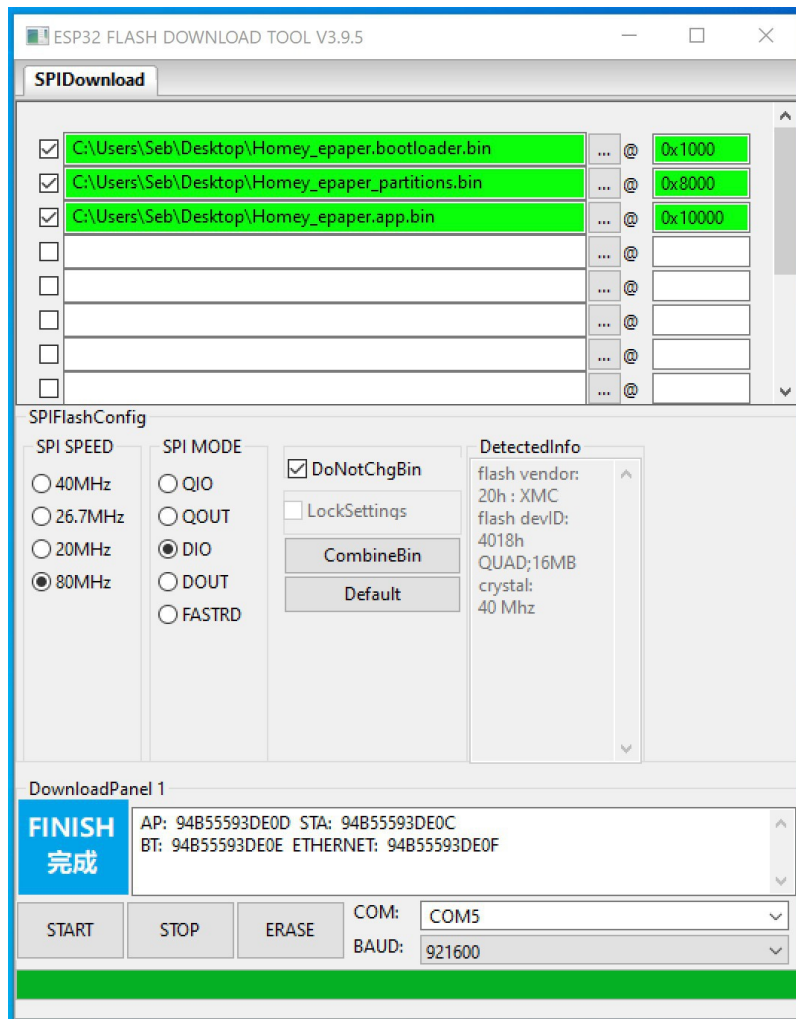 ESP32 FLASH DOWNLOAD TOOL V3.9.5
SPIDownload
C:\Users\Seb\Desktop\Homey_epaper.bootloader.bin ... @ 0x1000
C:\Users\Seb\Desktop\Homey_epaper_partitions.bin ... @ 0x8000
C:\Users\Seb\Desktop\Homey_epaper.app.bin ... @ 0x10000
... @
... @
... @
... @
... @
SPIFlashConfig
SPI SPEED
40MHz
26.7MHz
20MHz
80MHz
SPI MODE
QIO
QOUT
DIO
DOUT
FASTRD
DoNotChgBin
LockSettings
CombineBin
Default
DetectedInfo
flash vendor:
20h : XMC
flash devID:
4018h
QUAD;16MB
crystal:
40 Mhz
DownloadPanel 1
FINISH
完成
AP: 94B55593DE0D STA: 94B55593DE0C
BT: 94B55593DE0E ETHERNET: 94B55593DE0F
START
STOP
ERASE
COM: COM5
BAUD: 921600